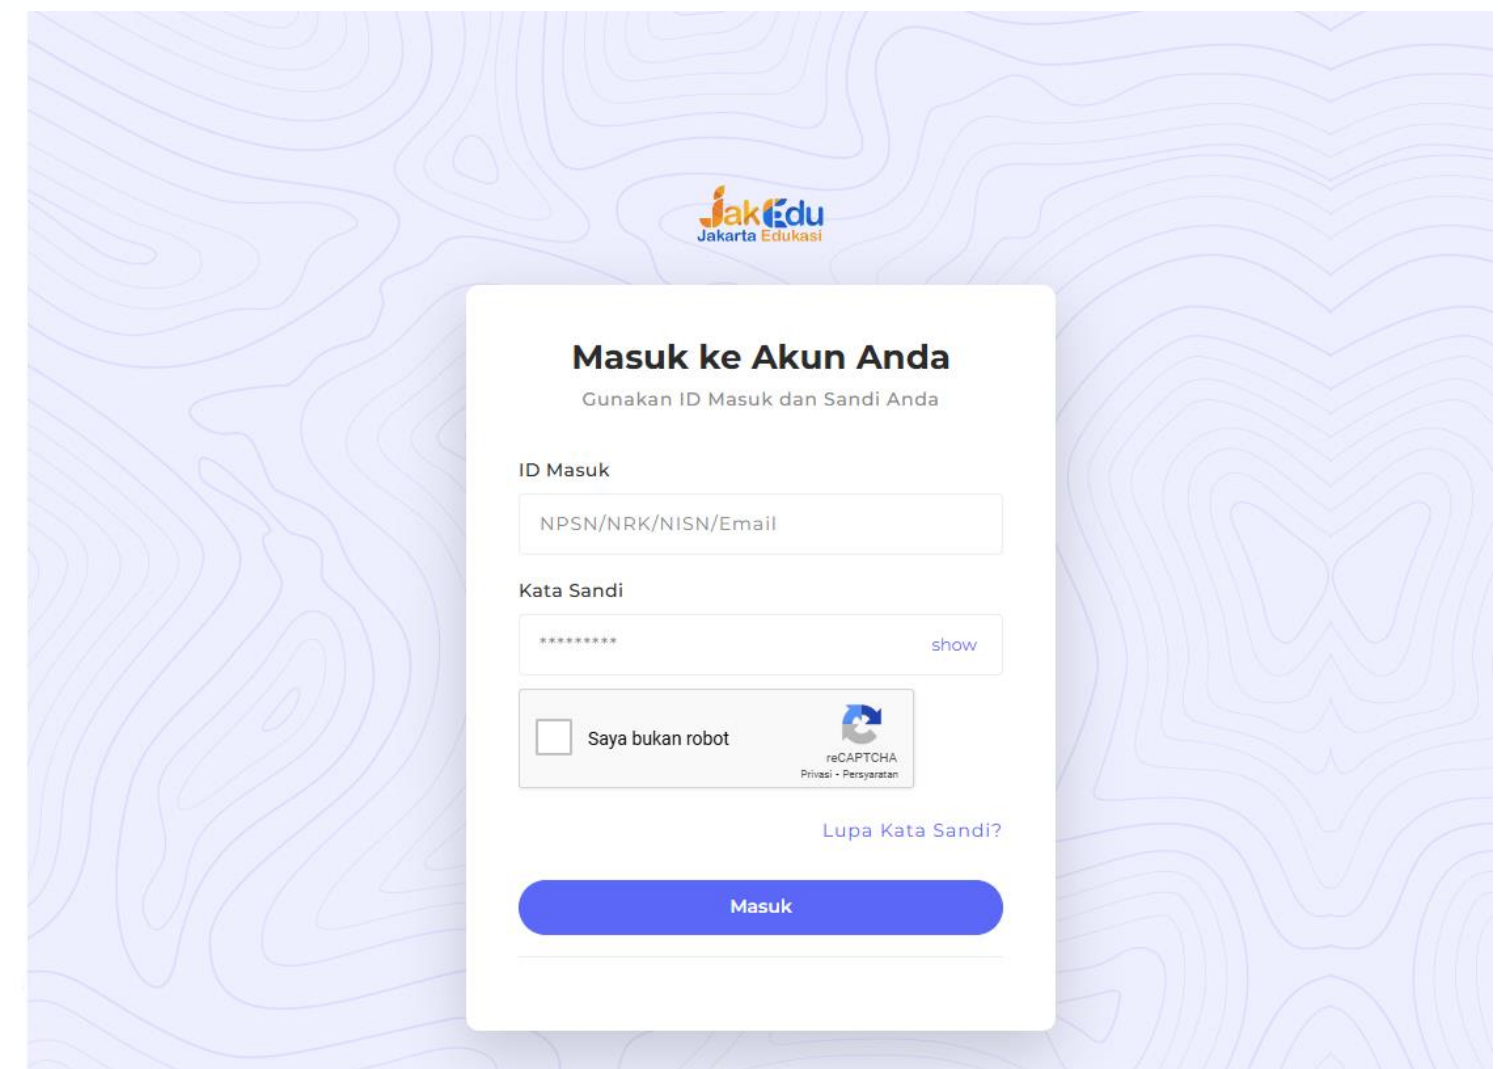 JakEdu
Jakarta Edukasi
Masuk ke Akun Anda
Gunakan ID Masuk dan Sandi Anda
ID Masuk
NPSN/NRK/NISN/Email
Kata Sandi
*********
show
Saya bukan robot
reCAPTCHA
Privasi - Persyaratan
Lupa Kata Sandi?
Masuk